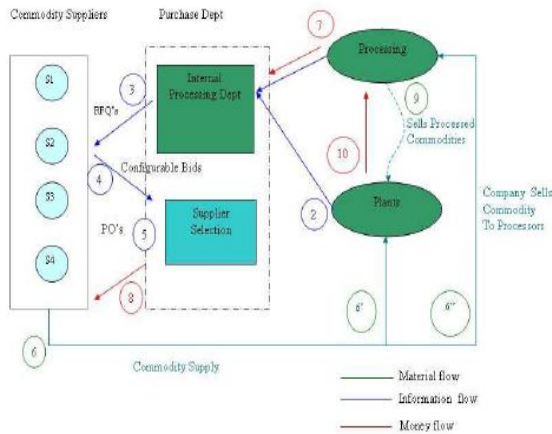 Commodity Suppliers
Purchase Dept
S1
S2
S3
S4
RFQ's
3
4
Configurable Bids
PO's
5
8
Internal
Processing Dept
Supplier
Selection
7
Processing
9
Sells Processed
Commodities
10
2
Plants
Company Sells
Commodity
To Processors
6
6'
6''
Commodity Supply
Material flow
Information flow
Money flow